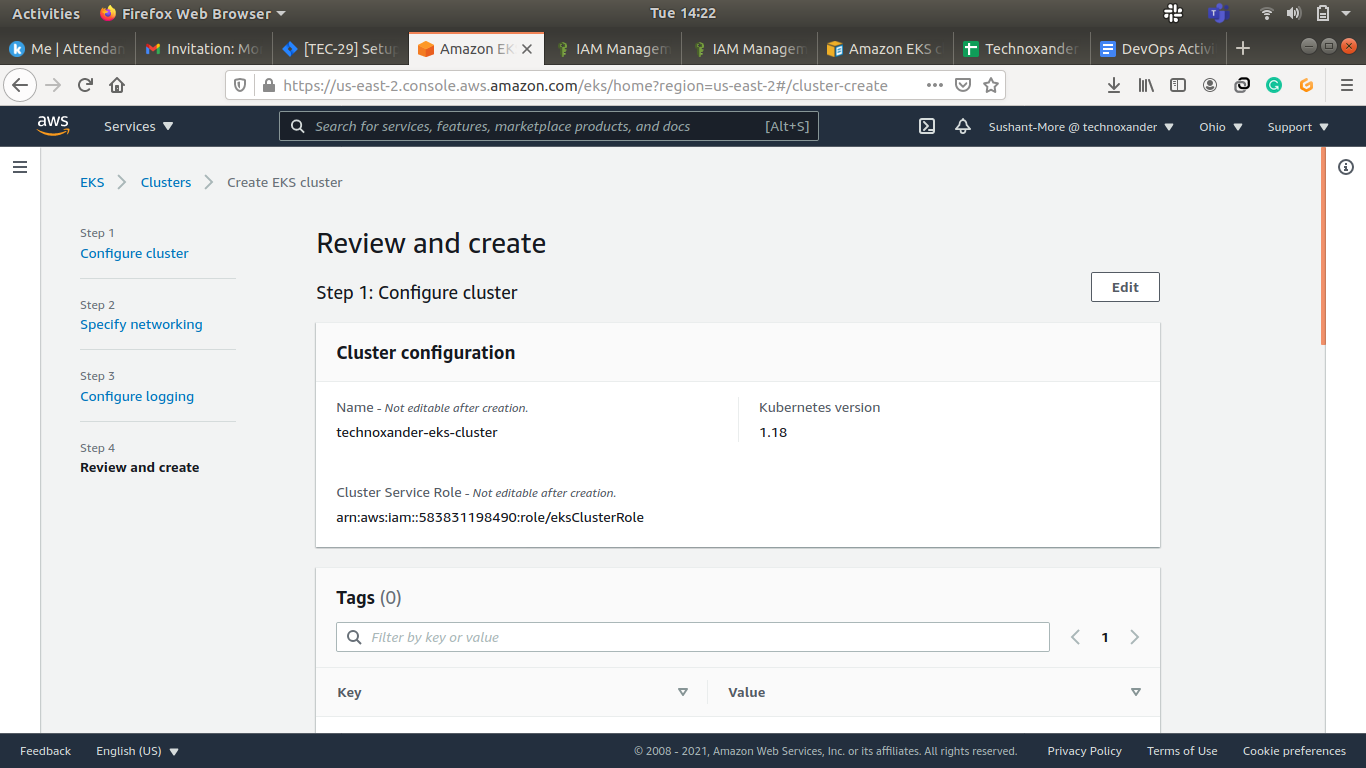 Activities Firefox Web Browser Tue 14:22
Me | Attendan Invitation: Mo [TEC-29] Setup Amazon EK IAM Managem IAM Managem Amazon EKS c Technoxander DevOps Activi
https://us-east-2.console.aws.amazon.com/eks/home?region=us-east-2#/cluster-create
aws Services Search for services, features, marketplace products, and docs [Alt+S] Sushant-More @ technoxander Ohio Support
EKS Clusters Create EKS cluster
Step 1
Configure cluster
Step 2
Specify networking
Step 3
Configure logging
Step 4
Review and create
Review and create
Step 1: Configure cluster Edit
Cluster configuration
Name - Not editable after creation. Kubernetes version
technoxander-eks-cluster 1.18
Cluster Service Role - Not editable after creation.
arn:aws:iam::583831198490:role/eksClusterRole
Tags (0)
Filter by key or value 1
Key Value
Feedback English (US) © 2008 - 2021, Amazon Web Services, Inc. or its affiliates. All rights reserved. Privacy Policy Terms of Use Cookie preferences